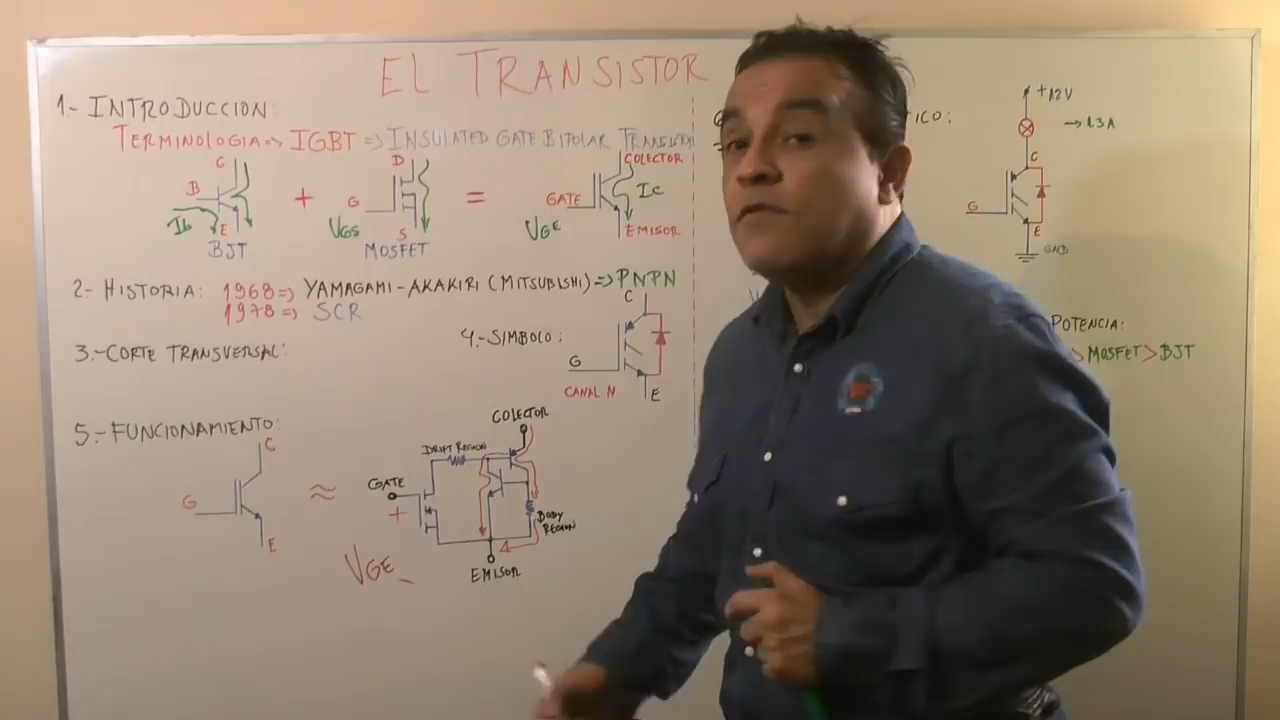 EL TRANSISTOR
1.- INTRODUCCION:
TERMINOLOGIA => IGBT => INSULATED GATE BIPOLAR TRANSISTOR
C
B
Ib
E
BJT
+
D
G
VGS
S
MOSFET
=
COLECTOR
GATE
IC
VGE
EMISOR
2.- HISTORIA: 1968 => YAMAGAMI-AKAKIRI (MITSUBISHI) => PNPN
1978 => SCR
3.- CORTE TRANSVERSAL:
4.- SIMBOLO:
C
G
CANAL N
E
5.- FUNCIONAMIENTO:
C
G
E
≈
COLECTOR
DRIFT REGION
GATE
+
BODY REGION
VGE
EMISOR
ICO:
+12V
→ 1.3A
C
G
E
GND
POTENCIA:
> MOSFET > BJT